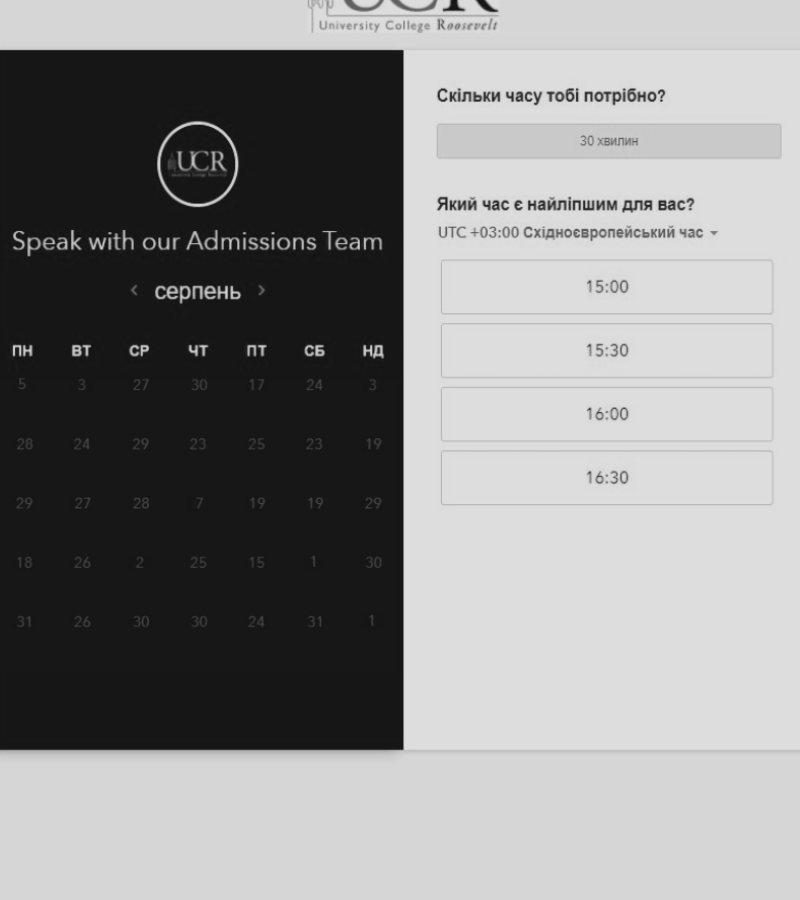 UCR
University College Roosevelt
UCR
Speak with our Admissions Team
серпень
ПН ВТ СР ЧТ ПТ СБ НД
5 3 27 30 17 24 3
28 24 29 23 25 23 19
29 27 28 7 19 19 29
18 26 2 25 15 1 30
31 26 30 30 24 31 1
Скільки часу тобі потрібно?
30 хвилин
Який час є найліпшим для вас?
UTC +03:00 Східноєвропейський час
15:00
15:30
16:00
16:30